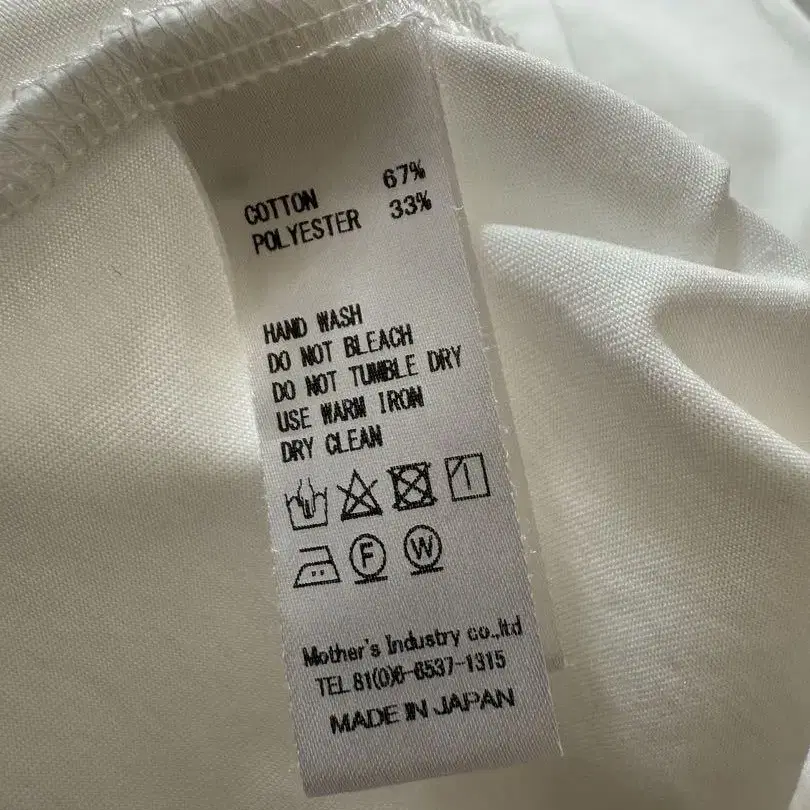 COTTON 67%
POLYESTER 33%
HAND WASH
DO NOT BLEACH
DO NOT TUMBLE DRY
USE WARM IRON
DRY CLEAN
F W
Mother's Industry co.,ltd
TEL 81(0)6-6537-1315
MADE IN JAPAN